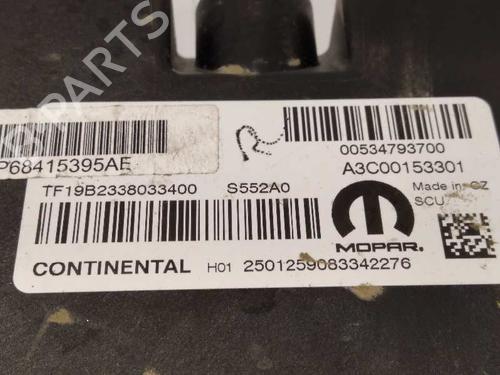 PARTS
P68415395AE
00534793700
A3C00153301
TF19B2338033400 S552A0
Made in CZ
SCU
MOPAR.
CONTINENTAL H01 2501259083342276